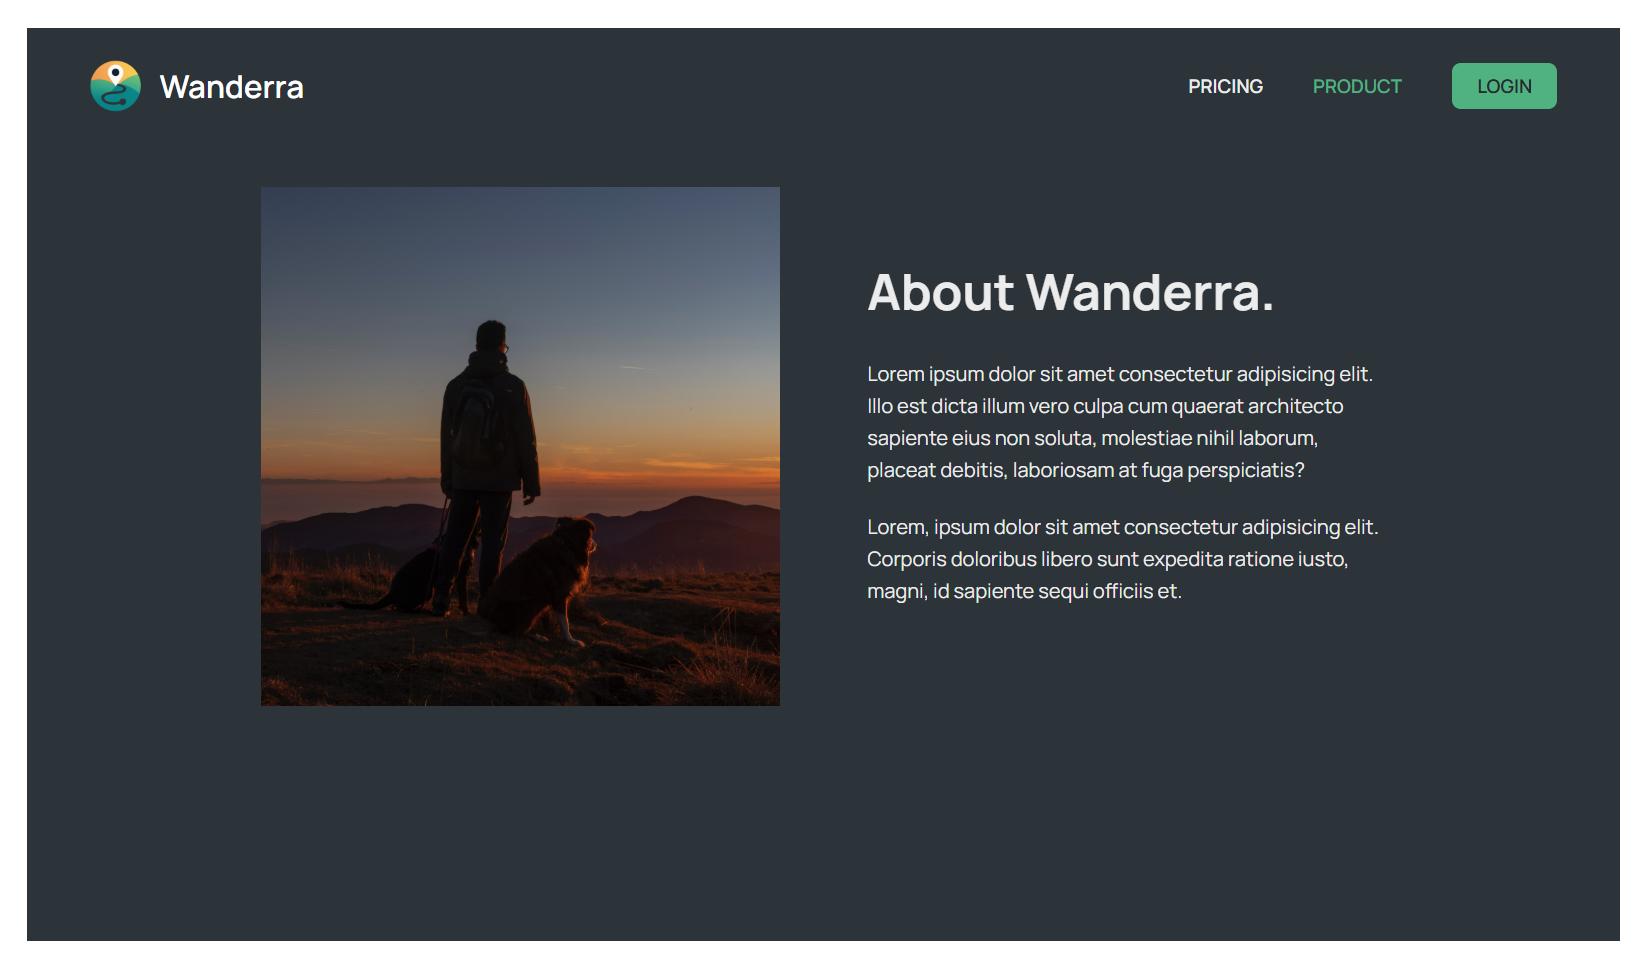 Wanderra
PRICING
PRODUCT
LOGIN
About Wanderra.
Lorem ipsum dolor sit amet consectetur adipisicing elit.
Illo est dicta illum vero culpa cum quaerat architecto
sapiente eius non soluta, molestiae nihil laborum,
placeat debitis, laboriosam at fuga perspiciatis?
Lorem, ipsum dolor sit amet consectetur adipisicing elit.
Corporis doloribus libero sunt expedita ratione iusto,
magni, id sapiente sequi officiis et.